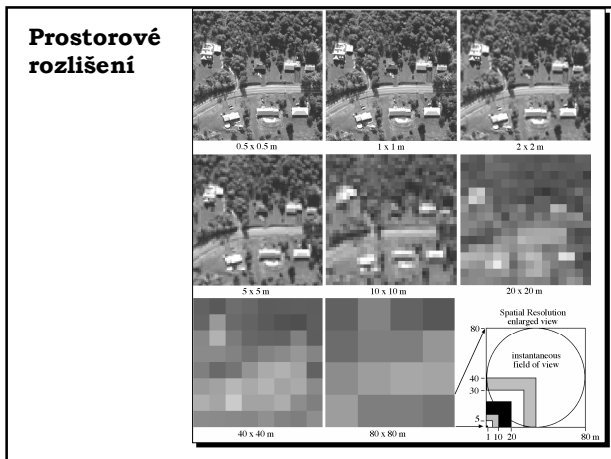 Prostorové
rozlišení
0.5 x 0.5 m
1 x 1 m
2 x 2 m
5 x 5 m
10 x 10 m
20 x 20 m
40 x 40 m
80 x 80 m
Spatial Resolution
enlarged view
80
instantaneous
field of view
40
30
5
1 10 20
80 m